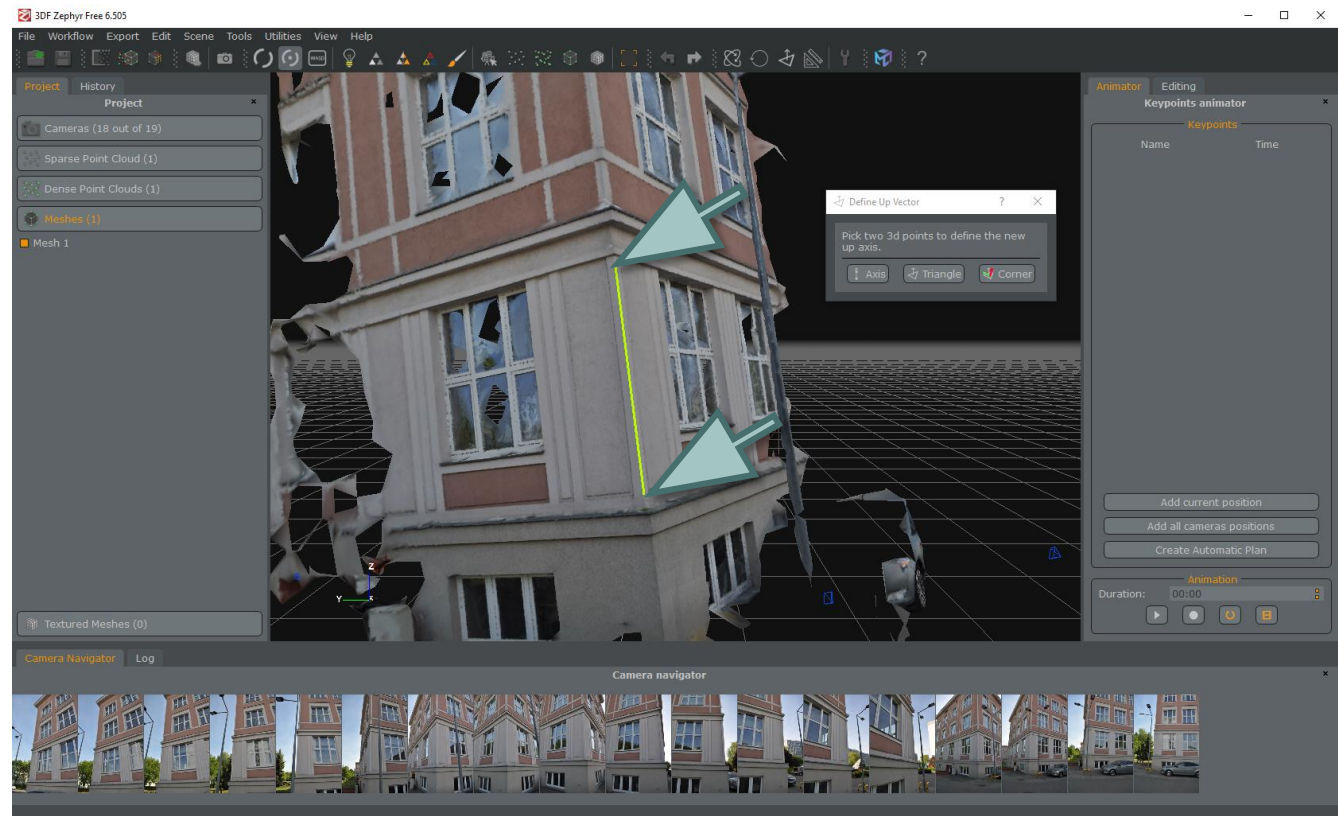 3DF Zephyr Free 6.505
File Workflow Export Edit Scene Tools Utilities View Help
MASQ
Project History
Project
Cameras (18 out of 19)
Sparse Point Cloud (1)
Dense Point Clouds (1)
Meshes (1)
Mesh 1
Textured Meshes (0)
Z
Y
X
Define Up Vector
Pick two 3d points to define the new
up axis.
Axis Triangle Corner
Animator Editing
Keypoints animator
Keypoints
Name Time
Add current position
Add all cameras positions
Create Automatic Plan
Animation
Duration: 00:00
Camera Navigator Log
Camera navigator